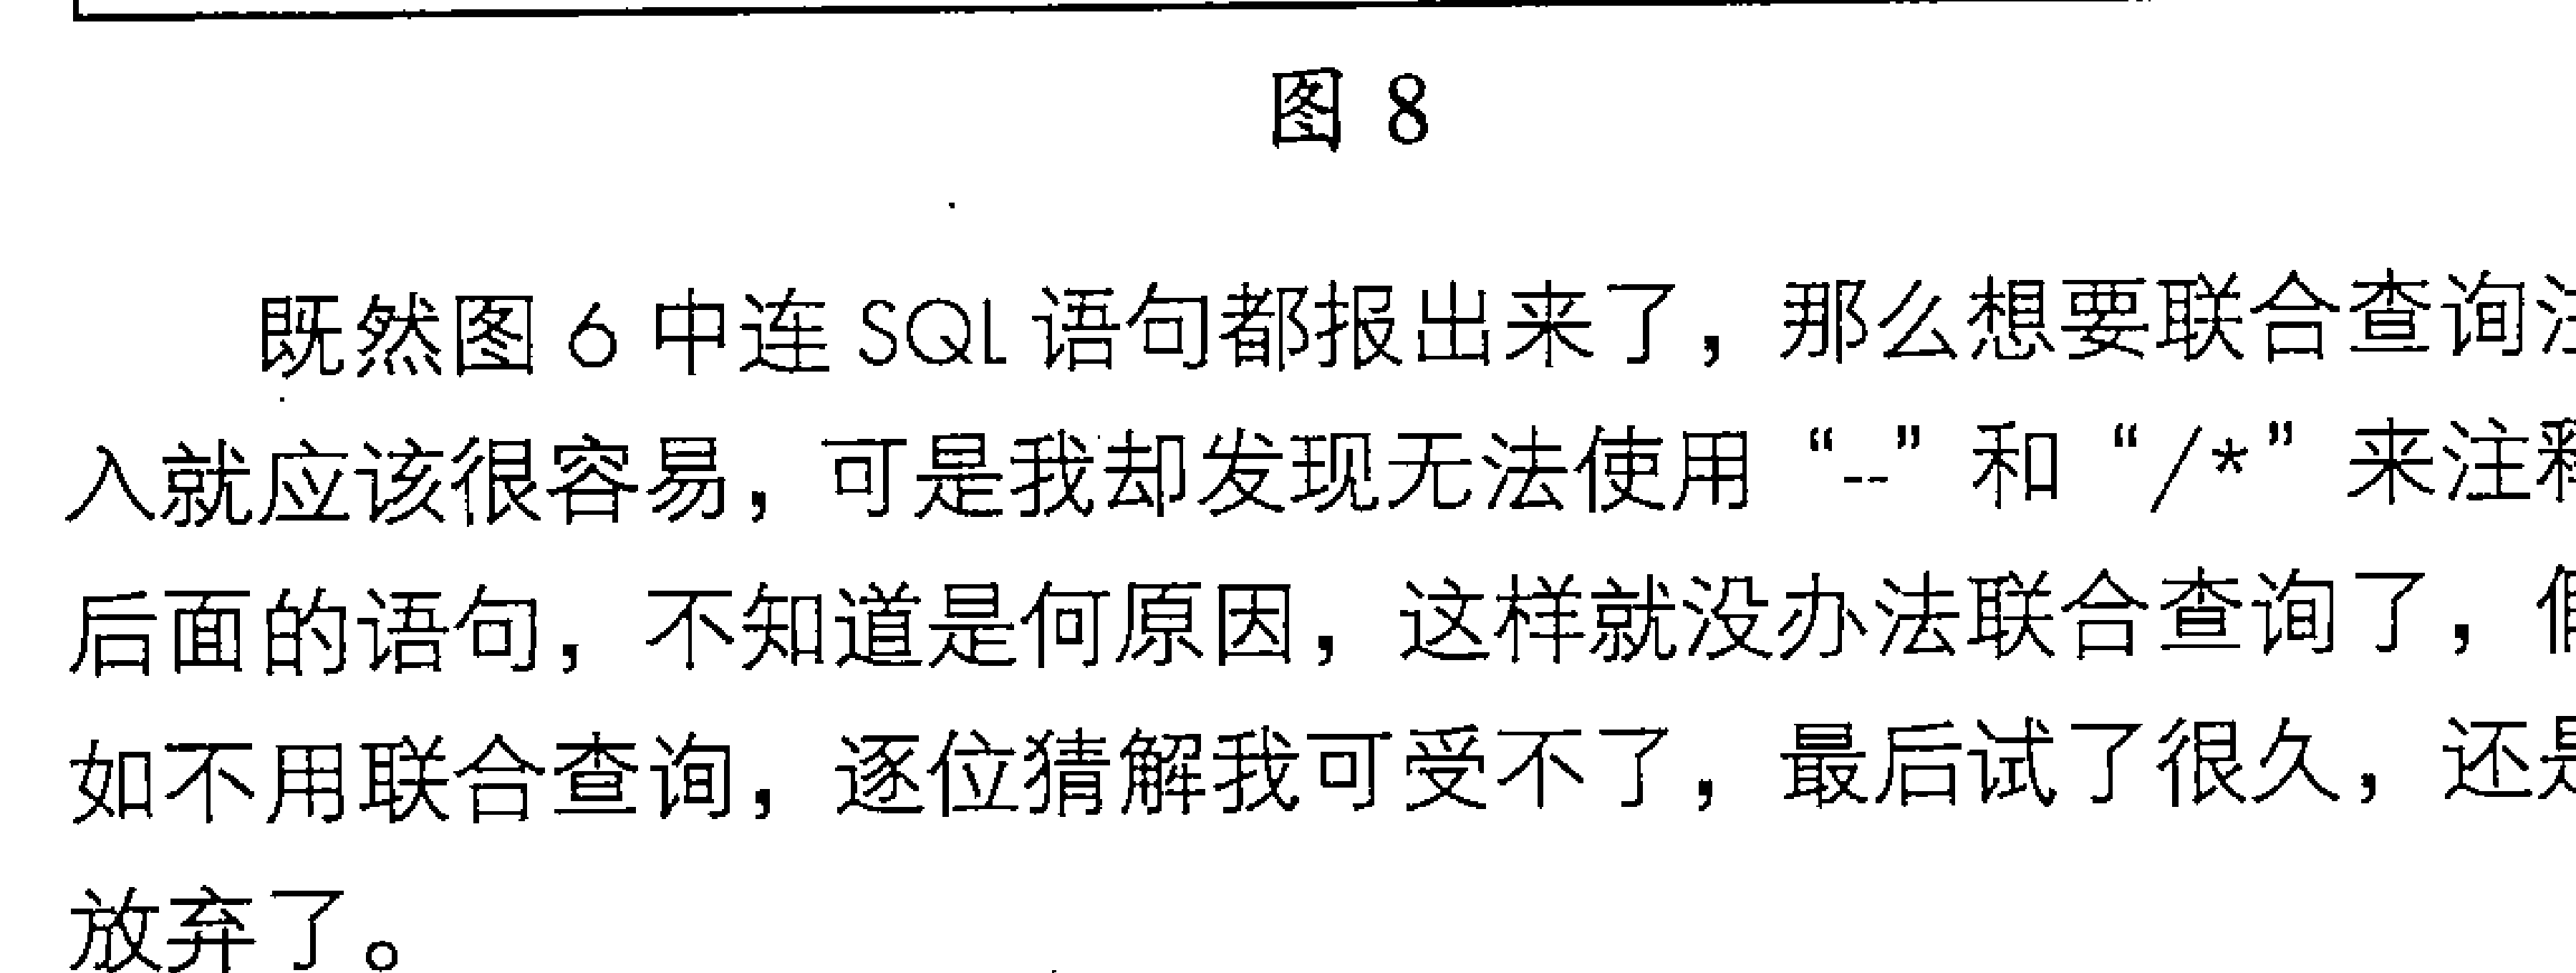 图 8
既然图 6 中连 SQL 语句都报出来了，那么想要联合查询注
入就应该很容易，可是我却发现无法使用“--”和“/*”来注释
后面的语句，不知道是何原因，这样就没办法联合查询了，假
如不用联合查询，逐位猜解我可受不了，最后试了很久，还是
放弃了。